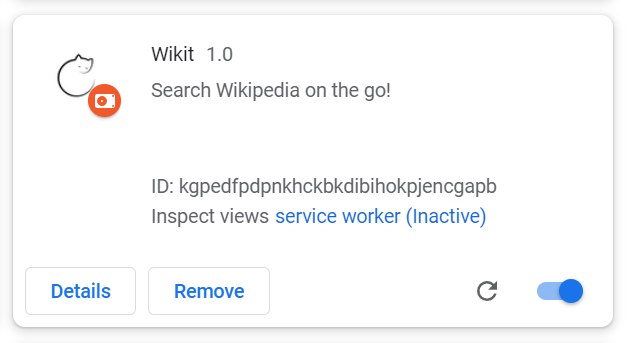 Wikit 1.0
Search Wikipedia on the go!
ID: kgpedfpdpnkhckbkdibihokpjencgapb
Inspect views service worker (Inactive)
Details Remove